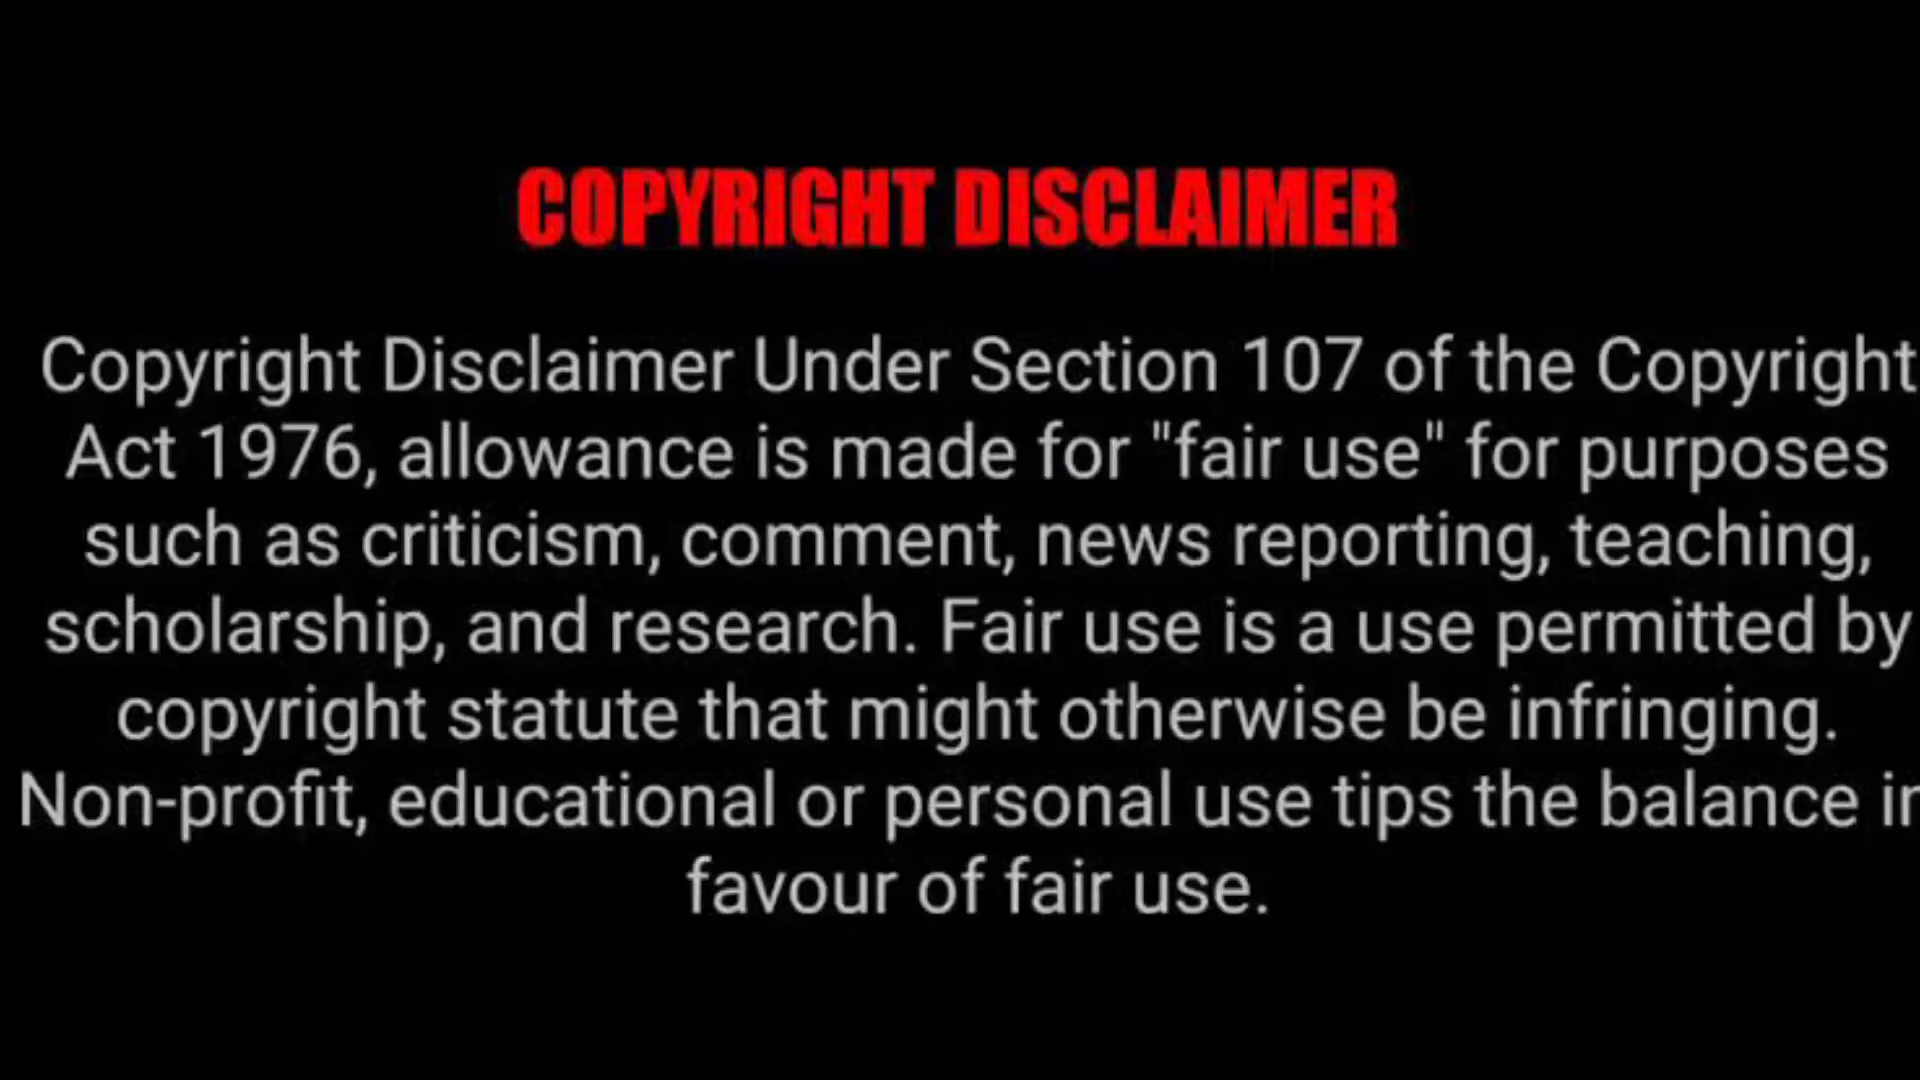 COPYRIGHT DISCLAIMER
Copyright Disclaimer Under Section 107 of the Copyright
Act 1976, allowance is made for "fair use" for purposes
such as criticism, comment, news reporting, teaching,
scholarship, and research. Fair use is a use permitted by
copyright statute that might otherwise be infringing.
Non-profit, educational or personal use tips the balance in
favour of fair use.